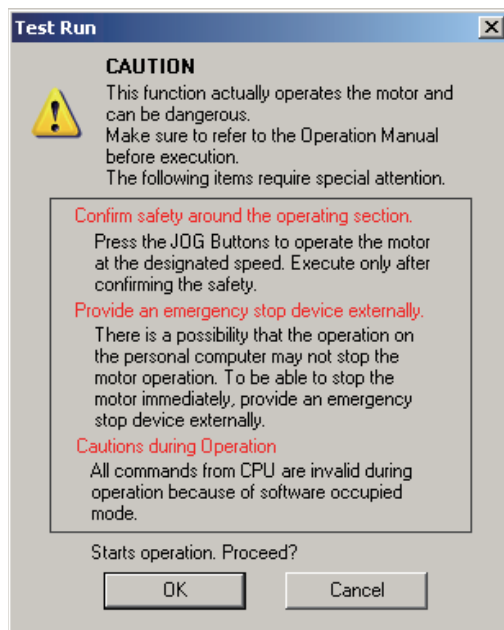 Test Run
CAUTION
This function actually operates the motor and
can be dangerous.
Make sure to refer to the Operation Manual
before execution.
The following items require special attention.
Confirm safety around the operating section.
Press the JOG Buttons to operate the motor
at the designated speed. Execute only after
confirming the safety.
Provide an emergency stop device externally.
There is a possibility that the operation on
the personal computer may not stop the
motor operation. To be able to stop the
motor immediately, provide an emergency
stop device externally.
Cautions during Operation
All commands from CPU are invalid during
operation because of software occupied
mode.
Starts operation. Proceed?
OK
Cancel